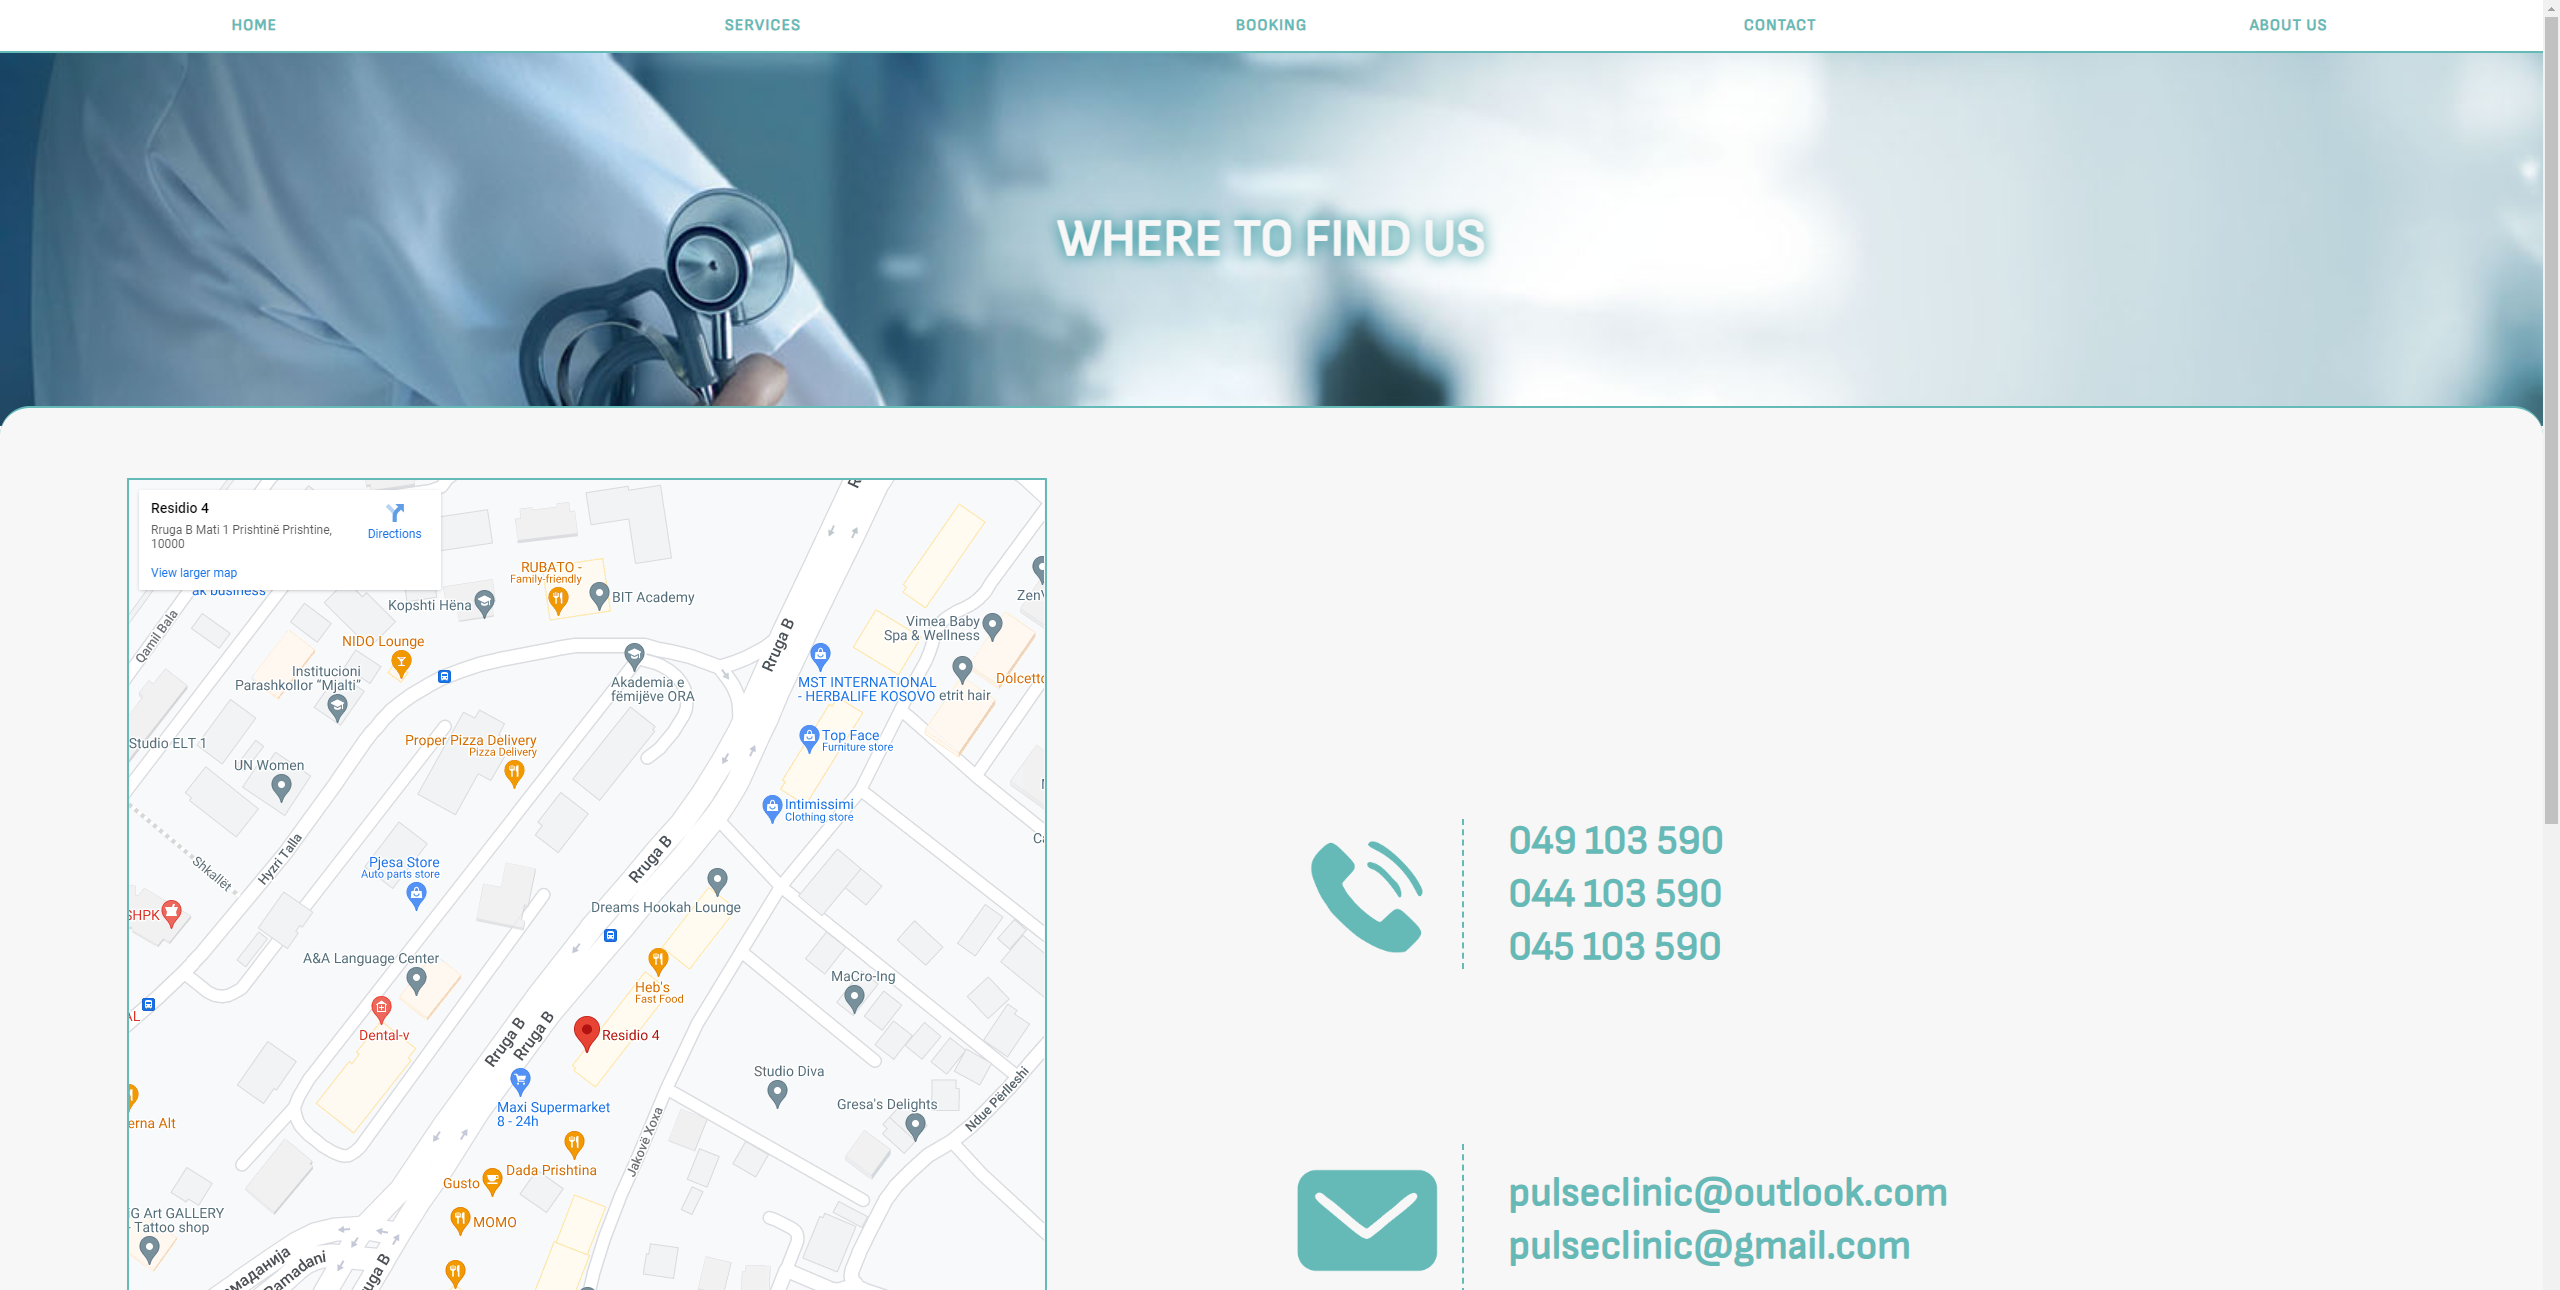 HOME
SERVICES
BOOKING
CONTACT
ABOUT US
WHERE TO FIND US
Residio 4
Rruga B Mati 1 Prishtinë Prishtine,
10000
Directions
View larger map
ak business
RUBATO -
Family-friendly
Kopshti Hëna
BIT Academy
Qamil Bala
Rruga B
Vimea Baby
Spa & Wellness
NIDO Lounge
Institucioni
Parashkollor “Mjalti”
Akademia e
fëmijëve ORA
MST INTERNATIONAL
- HERBALIFE KOSOVO
etrit hair
Dolcetto
Studio ELT 1
Proper Pizza Delivery
Pizza Delivery
Top Face
Furniture store
UN Women
Intimissimi
Clothing store
Hyzri Talla
Shkallët
Rruga B
Pjesa Store
Auto parts store
SHPK
Dreams Hookah Lounge
A&A Language Center
MaCro-Ing
Heb's
Fast Food
AL
Dental-v
Rruga B
Rruga B
Residio 4
Studio Diva
Maxi Supermarket
8 - 24h
Gresa's Delights
Ndue Përlleshi
erna Alt
Jakovë Xoxa
Dada Prishtina
Gusto
G Art GALLERY
- Tattoo shop
MOMO
мадания
Ramadani
uga B
049 103 590
044 103 590
045 103 590
pulseclinic@outlook.com
pulseclinic@gmail.com